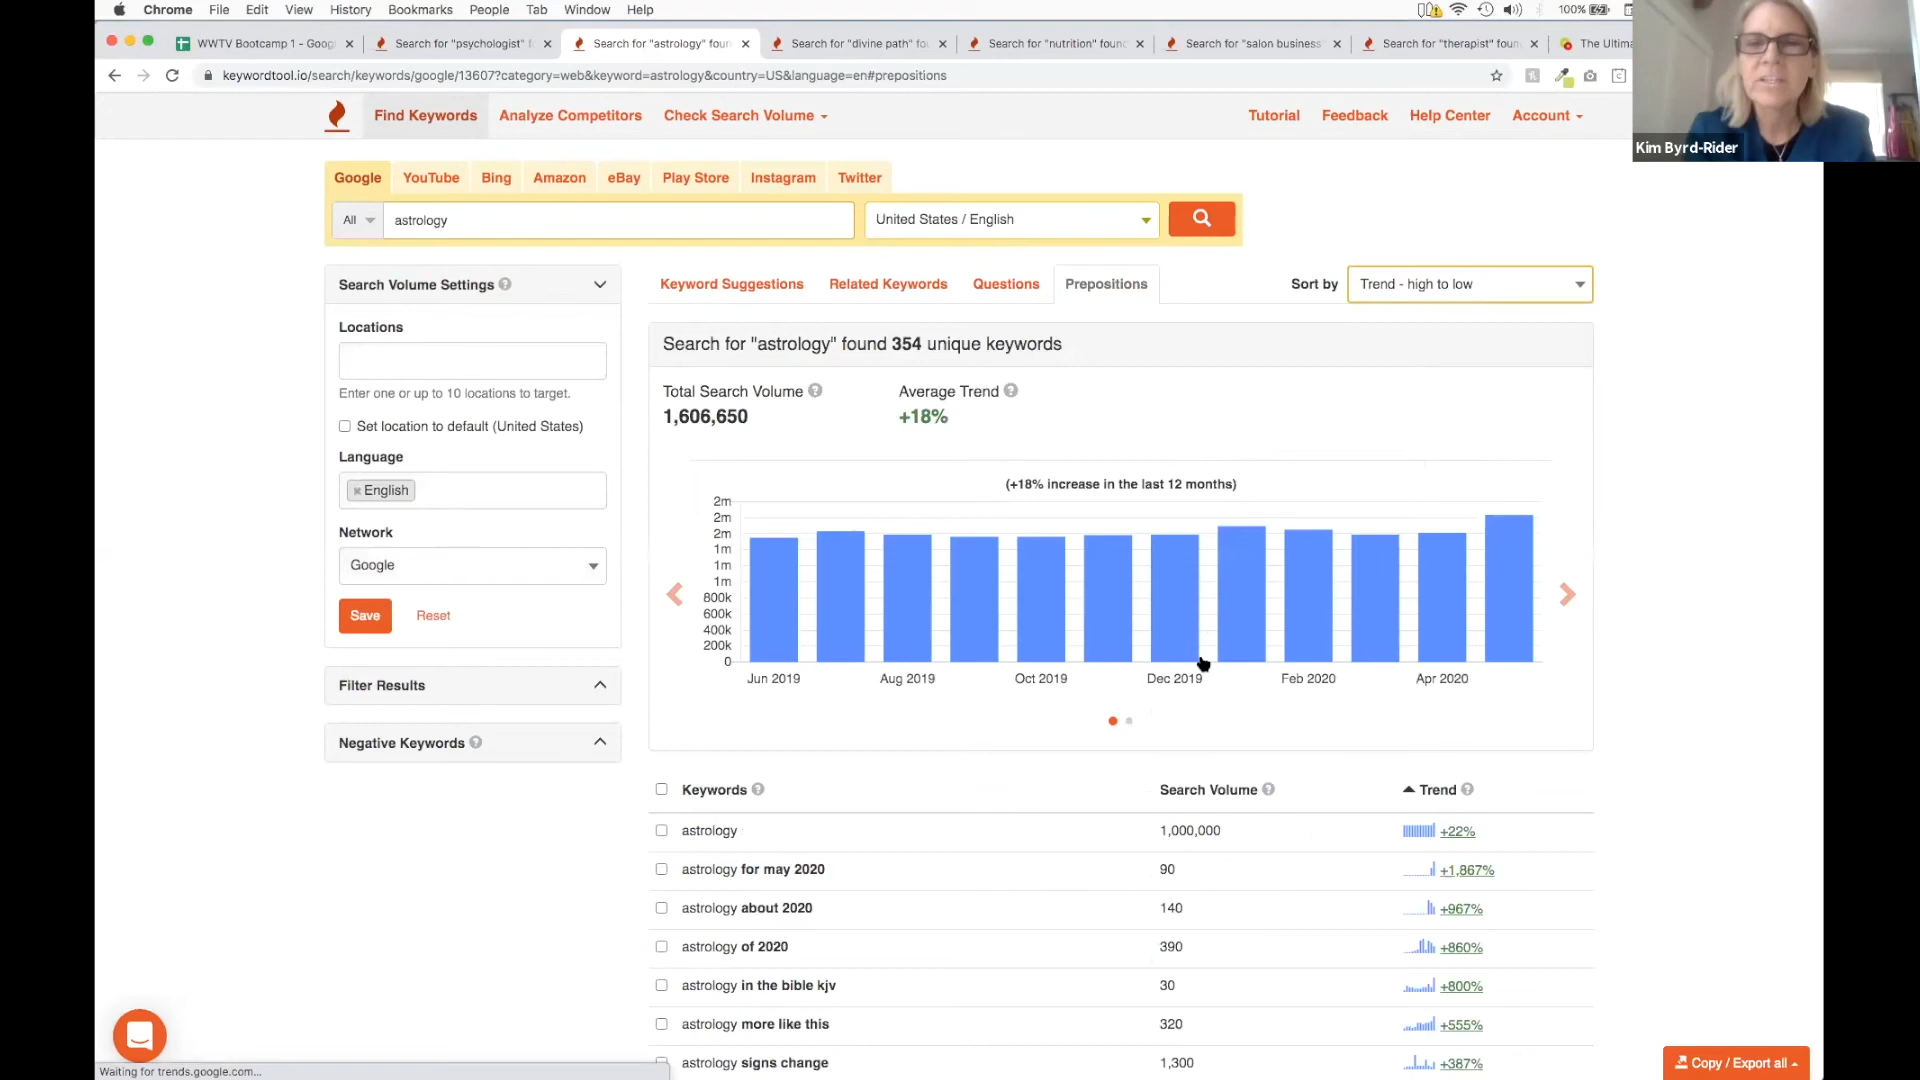 Chrome File Edit View History Bookmarks People Tab Window Help 100%
WWTV Bootcamp 1 - Goog Search for "psychologist" f Search for "astrology" foun Search for "divine path" fo Search for "nutrition" foun Search for "salon business" Search for "therapist" foun The Ultima
keywordtool.io/search/keywords/google/13607?category=web&keyword=astrology&country=US&language=en#prepositions
Find Keywords Analyze Competitors Check Search Volume Tutorial Feedback Help Center Account
Kim Byrd-Rider
Google YouTube Bing Amazon eBay Play Store Instagram Twitter
All astrology United States / English
Search Volume Settings ?
Locations
Enter one or up to 10 locations to target.
Set location to default (United States)
Language
English
Network
Google
Save Reset
Filter Results
Negative Keywords ?
Keyword Suggestions Related Keywords Questions Prepositions Sort by Trend - high to low
Search for "astrology" found 354 unique keywords
Total Search Volume ? Average Trend ?
1,606,650 +18%
(+18% increase in the last 12 months)
2m
2m
2m
1m
1m
1m
800k
600k
400k
200k
0
Jun 2019 Aug 2019 Oct 2019 Dec 2019 Feb 2020 Apr 2020
Keywords ? Search Volume ? Trend ?
astrology 1,000,000 +22%
astrology for may 2020 90 +1,867%
astrology about 2020 140 +967%
astrology of 2020 390 +860%
astrology in the bible kjv 30 +800%
astrology more like this 320 +555%
astrology signs change 1,300 +387%
Copy / Export all
Waiting for trends.google.com...